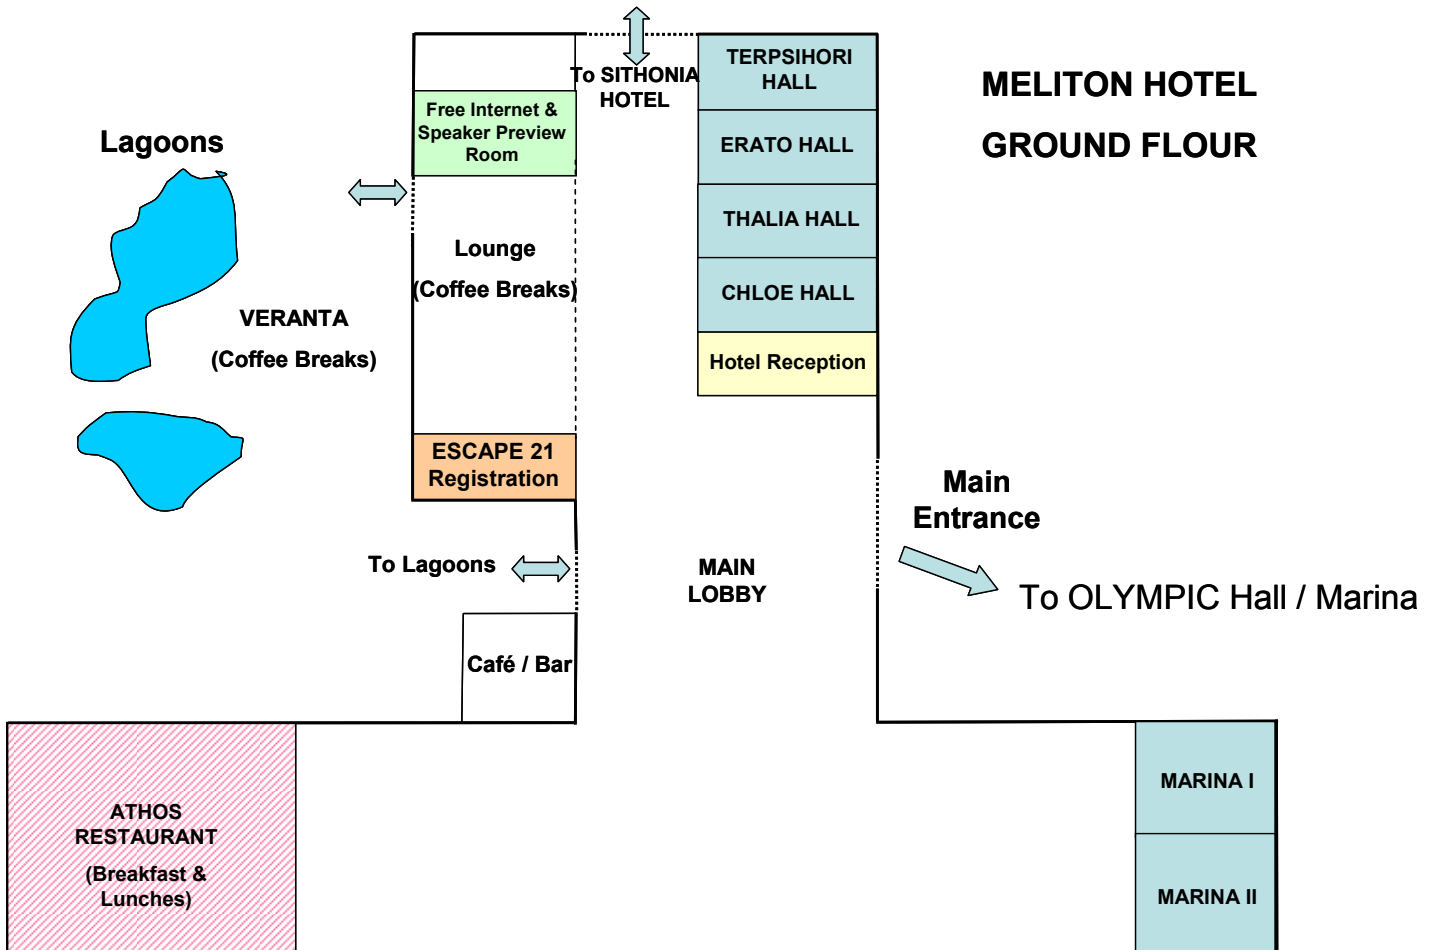 To SITHONIA
HOTEL
TERPSIHORI
HALL
MELITON HOTEL
GROUND FLOUR
Free Internet &
Speaker Preview
Room
Lagoons
ERATO HALL
THALIA HALL
Lounge
(Coffee Breaks)
CHLOE HALL
VERANTA
(Coffee Breaks)
Hotel Reception
ESCAPE 21
Registration
Main
Entrance
To Lagoons
MAIN
LOBBY
To OLYMPIC Hall / Marina
Café / Bar
MARINA I
ATHOS
RESTAURANT
(Breakfast &
Lunches)
MARINA II